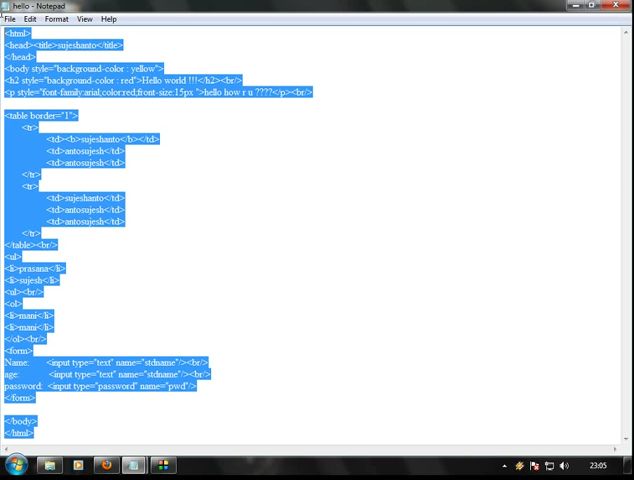 hello - Notepad
File Edit Format View Help
<html>
<head><title>sujeshanto</title>
</head>
<body style="background-color : yellow">
<h2 style="background-color : red">Hello world !!!</h2><br/>
<p style="font-family:arial;color:red;front-size:15px ">hello how r u ????</p><br/>
<table border="1">
<tr>
<td><b>sujeshanto</b></td>
<td>antosujesh</td>
<td>antosujesh</td>
</tr>
<tr>
<td>sujeshanto</td>
<td>antosujesh</td>
<td>antosujesh</td>
</tr>
</table><br/>
<ul>
<li>prasana</li>
<li>sujesh</li>
<ul><br/>
<ol>
<li>mani</li>
<li>mani</li>
</ol><br/>
<form>
Name: <input type="text" name="stdname"/><br/>
age: <input type="text" name="stdname"/><br/>
password: <input type="password" name="pwd"/>
</form>
</body>
</html>
23:05